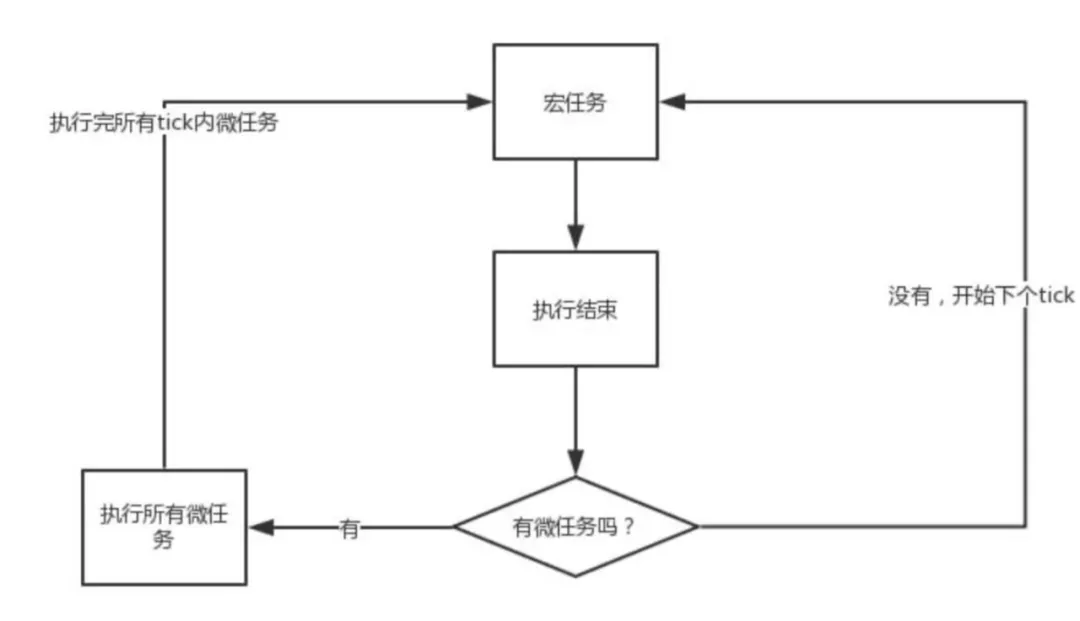 宏任务
执行完所有tick内微任务
执行结束
没有，开始下个tick
执行所有微任
务
有
有微任务吗？